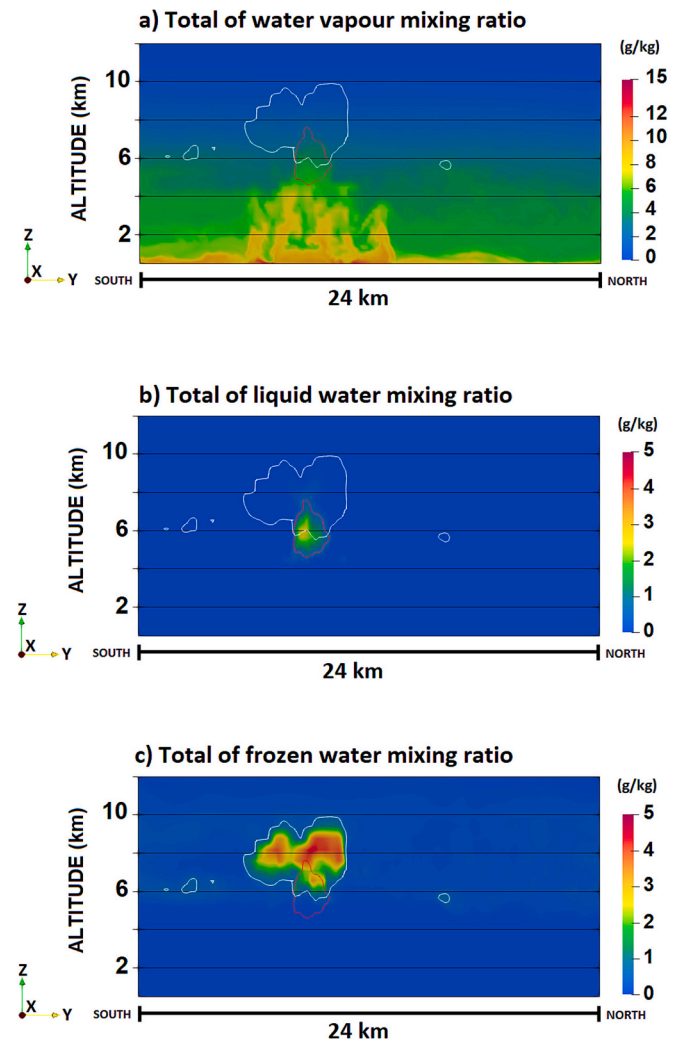 a) Total of water vapour mixing ratio
(g/kg)
ALTITUDE (km)
10
6
2
15
12
10
8
6
4
2
0
Z
X
Y
SOUTH
NORTH
24 km
b) Total of liquid water mixing ratio
(g/kg)
ALTITUDE (km)
10
6
2
5
4
3
2
1
0
Z
X
Y
SOUTH
NORTH
24 km
c) Total of frozen water mixing ratio
(g/kg)
ALTITUDE (km)
10
6
2
5
4
3
2
1
0
Z
X
Y
SOUTH
NORTH
24 km